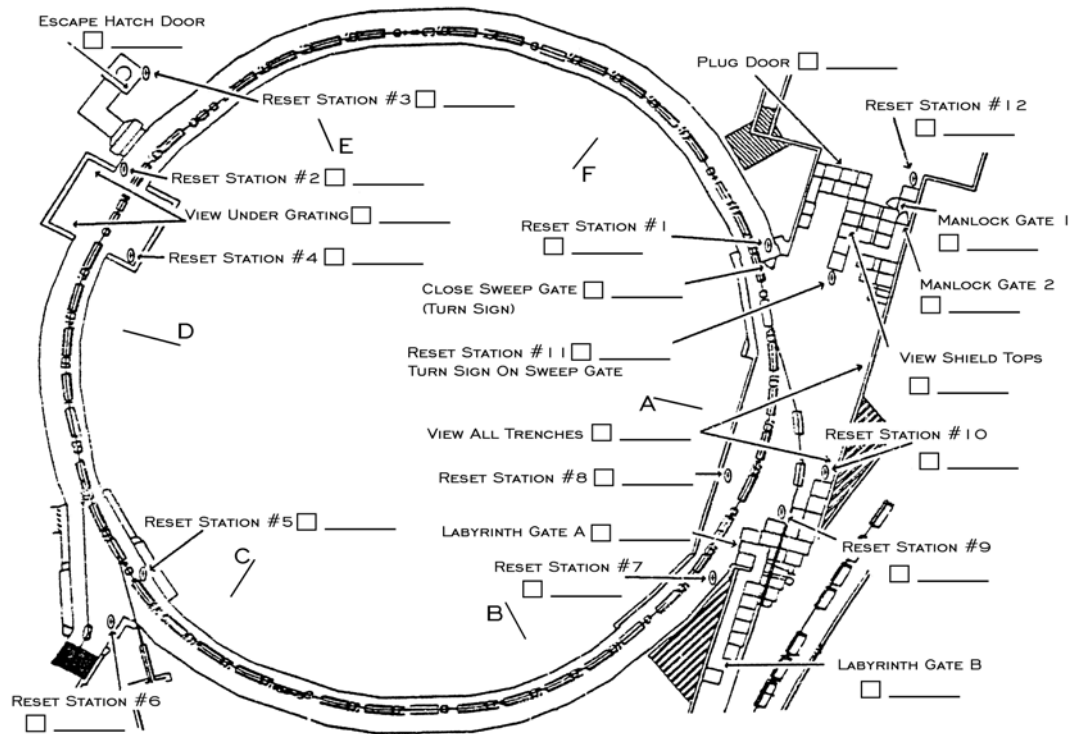 ESCAPE HATCH DOOR
PLUG DOOR
RESET STATION #3
RESET STATION #12
E
F
RESET STATION #2
VIEW UNDER GRATING
RESET STATION #1
MANLOCK GATE 1
RESET STATION #4
CLOSE SWEEP GATE
(TURN SIGN)
MANLOCK GATE 2
D
RESET STATION #11
TURN SIGN ON SWEEP GATE
VIEW SHIELD TOPS
A
VIEW ALL TRENCHES
RESET STATION #10
RESET STATION #8
RESET STATION #5
LABYRINTH GATE A
RESET STATION #9
C
RESET STATION #7
B
LABYRINTH GATE B
RESET STATION #6